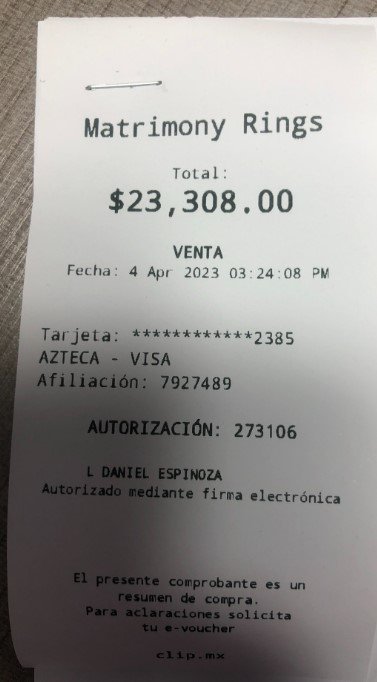 Matrimony Rings
Total:
$23,308.00
VENTA
Fecha: 4 Apr 2023 03:24:08 PM
Tarjeta: ************2385
AZTECA - VISA
Afiliación: 7927489
AUTORIZACIÓN: 273106
L DANIEL ESPINOZA
Autorizado mediante firma electrónica
El presente comprobante es un
resumen de compra.
Para aclaraciones solicita
tu e-voucher
clip.mx